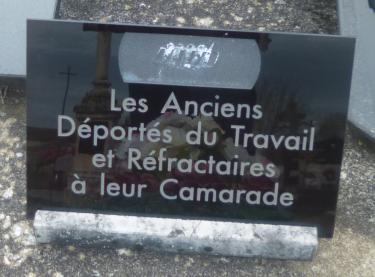 Les Anciens
Déportés du Travail
et Réfractaires
à leur Camarade